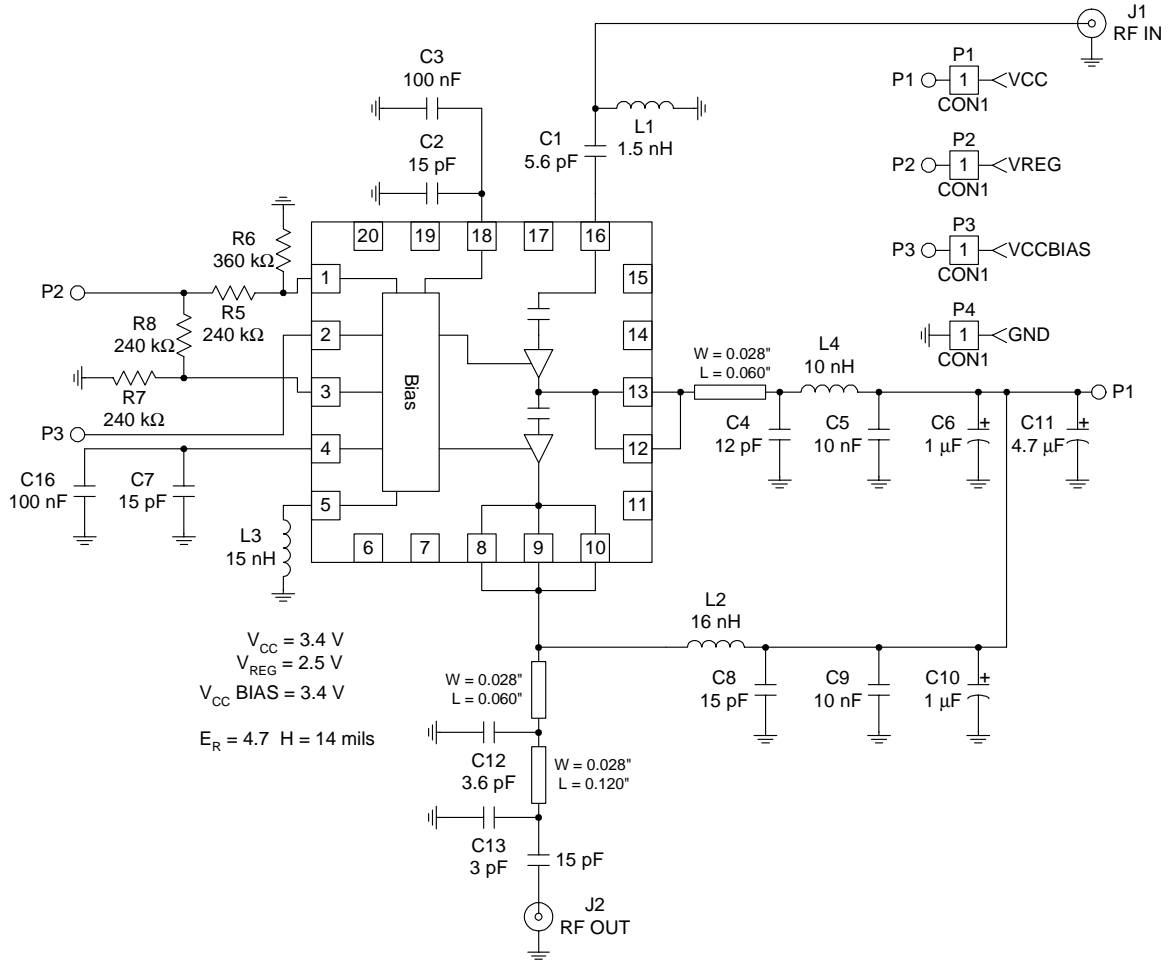 J1
RF IN
C3
100 nF
C2
15 pF
C1
5.6 pF
L1
1.5 nH
P1
P1
1
VCC
CON1
P2
P2
1
VREG
CON1
P3
P3
1
VCCBIAS
CON1
P4
1
GND
CON1
R6
360 kΩ
P2
R5
240 kΩ
R8
240 kΩ
R7
240 kΩ
P3
C16
100 nF
C7
15 pF
L3
15 nH
20
19
18
17
16
1
2
3
4
5
Bias
15
14
13
12
11
6
7
8
9
10
W = 0.028"
L = 0.060"
L4
10 nH
P1
C4
12 pF
C5
10 nF
C6
+
1 µF
C11
+
4.7 µF
L2
16 nH
C8
15 pF
C9
10 nF
C10
+
1 µF
VCC = 3.4 V
VREG = 2.5 V
VCC BIAS = 3.4 V
ER = 4.7 H = 14 mils
W = 0.028"
L = 0.060"
C12
3.6 pF
W = 0.028"
L = 0.120"
C13
3 pF
15 pF
J2
RF OUT